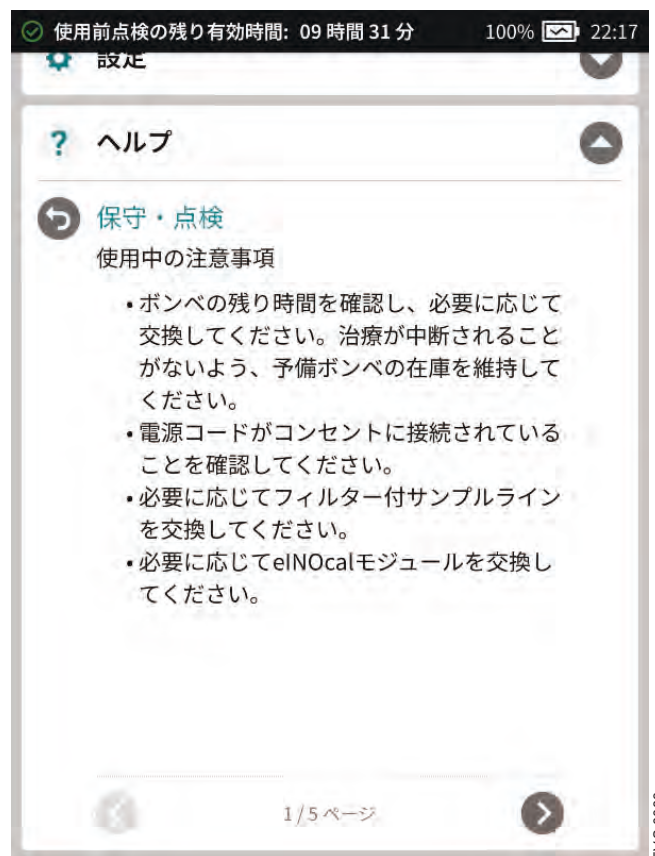 使用前点検の残り有効時間: 09 時間 31 分 100% 22:17
設定
? ヘルプ
保守・点検
使用中の注意事項
• ボンベの残り時間を確認し、必要に応じて
交換してください。治療が中断されること
がないよう、予備ボンベの在庫を維持して
ください。
• 電源コードがコンセントに接続されている
ことを確認してください。
• 必要に応じてフィルター付サンプルライン
を交換してください。
• 必要に応じてeINOcalモジュールを交換し
てください。
1/5 ページ